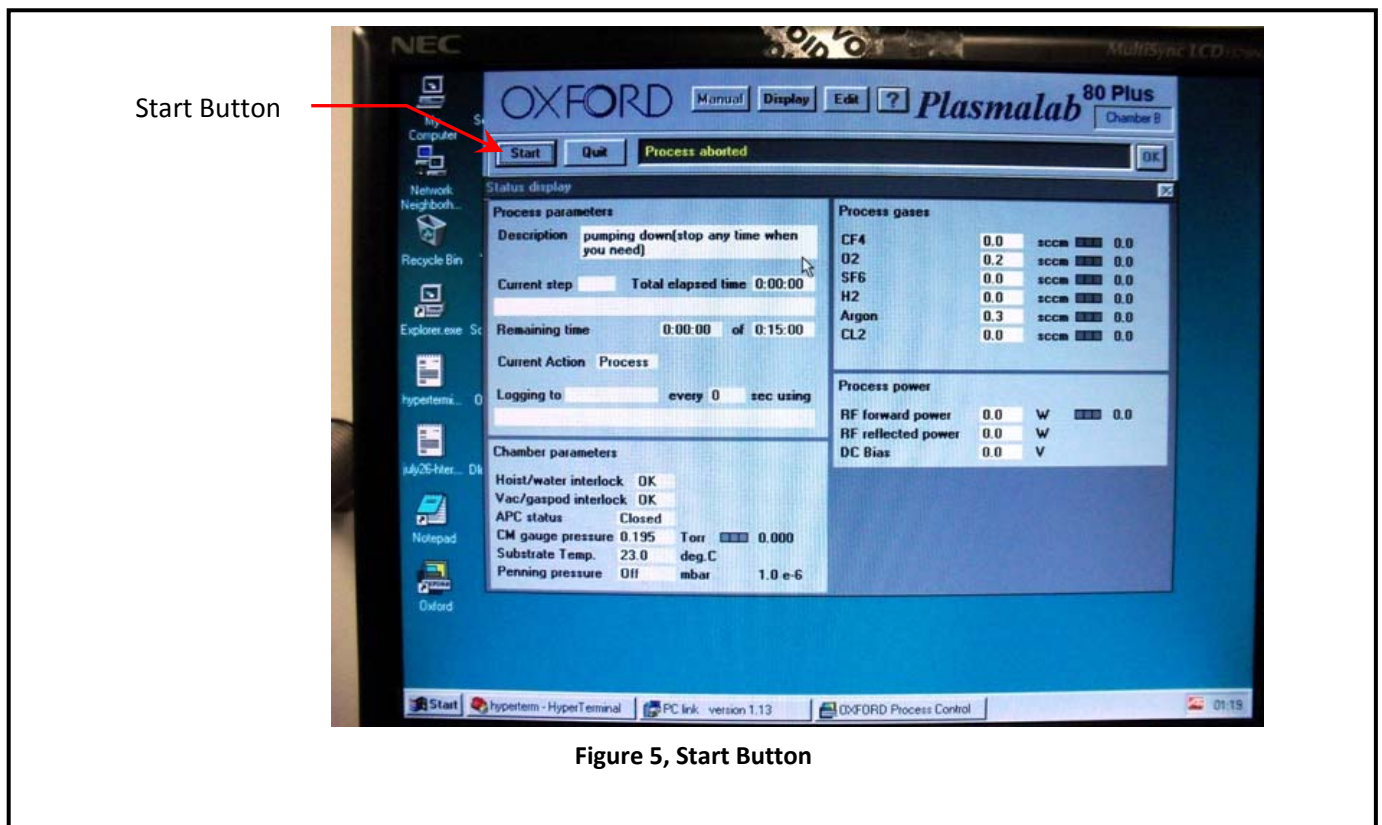 NEC
MultiSync LCD
Start Button
My Computer
Network Neighborh...
Recycle Bin
Explorer.exe
hypertermi...
july26-hter...
Notepad
Oxford
OXFORD Manual Display Edit ? Plasmalab 80 Plus
Chamber B
Start Quit Process aborted OK
Status display
Process parameters
Description pumping down(stop any time when
you need)
Current step Total elapsed time 0:00:00
Remaining time 0:00:00 of 0:15:00
Current Action Process
Logging to every 0 sec using
Chamber parameters
Hoist/water interlock OK
Vac/gaspod interlock OK
APC status Closed
CM gauge pressure 0.195 Torr 0.000
Substrate Temp. 23.0 deg.C
Penning pressure Off mbar 1.0 e-6
Process gases
CF4 0.0 sccm 0.0
O2 0.2 sccm 0.0
SF6 0.0 sccm 0.0
H2 0.0 sccm 0.0
Argon 0.3 sccm 0.0
CL2 0.0 sccm 0.0
Process power
RF forward power 0.0 W 0.0
RF reflected power 0.0 W
DC Bias 0.0 V
Start hyperterm - HyperTerminal PC link version 1.13 OXFORD Process Control 01:19
Figure 5, Start Button